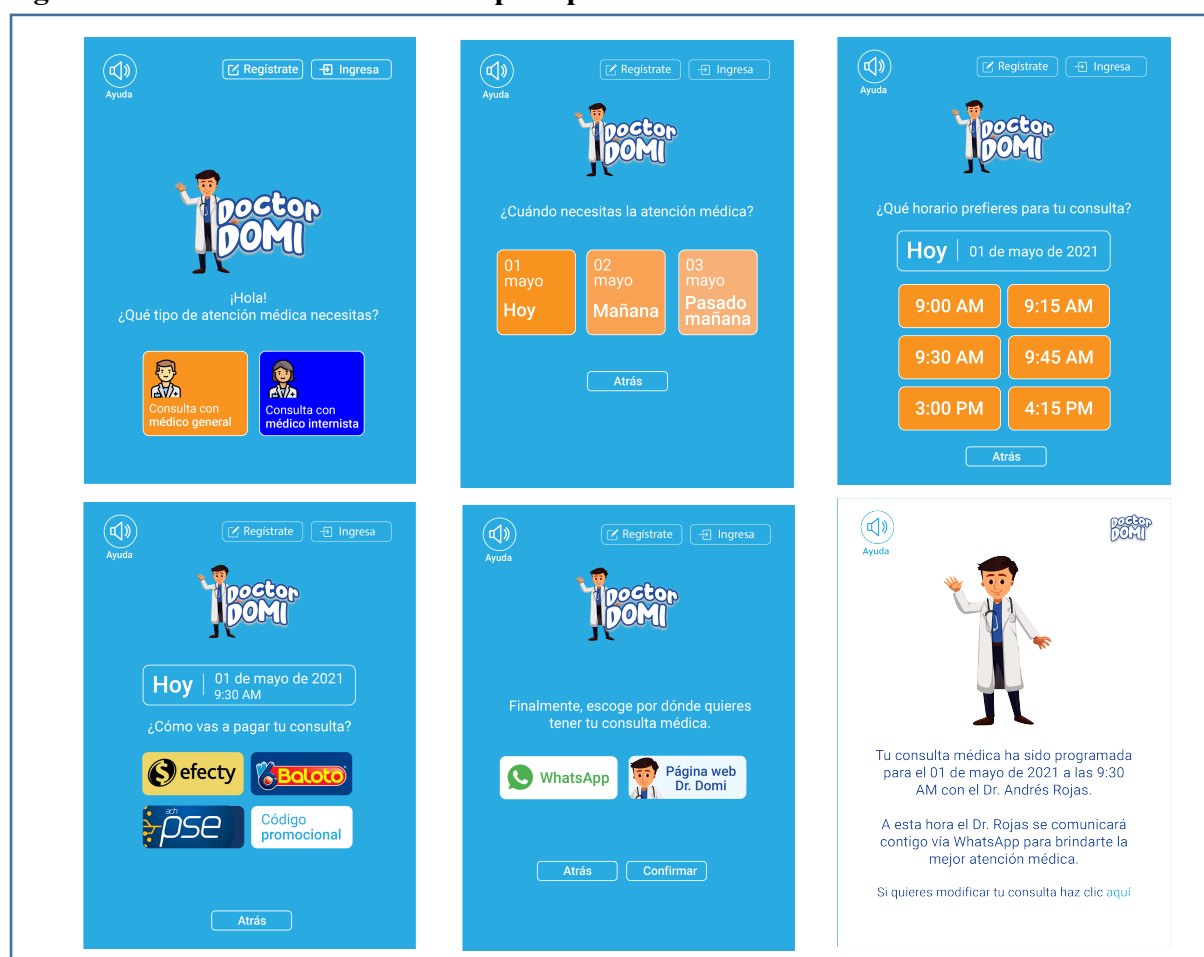 Ayuda
Regístrate
Ingresa
Doctor
DOMI
¡Hola!
¿Qué tipo de atención médica necesitas?
Consulta con
médico general
Consulta con
médico internista
Ayuda
Regístrate
Ingresa
Doctor
DOMI
¿Cuándo necesitas la atención médica?
01
mayo
Hoy
02
mayo
Mañana
03
mayo
Pasado
mañana
Atrás
Ayuda
Regístrate
Ingresa
Doctor
DOMI
¿Qué horario prefieres para tu consulta?
Hoy 01 de mayo de 2021
9:00 AM
9:15 AM
9:30 AM
9:45 AM
3:00 PM
4:15 PM
Atrás
Ayuda
Regístrate
Ingresa
Doctor
DOMI
Hoy
01 de mayo de 2021
9:30 AM
¿Cómo vas a pagar tu consulta?
efecty
Baloto
ach
pse
Código
promocional
Atrás
Ayuda
Regístrate
Ingresa
Doctor
DOMI
Finalmente, escoge por dónde quieres
tener tu consulta médica.
WhatsApp
Página web
Dr. Domi
Atrás
Confirmar
Ayuda
Doctor
DOMI
Tu consulta médica ha sido programada
para el 01 de mayo de 2021 a las 9:30
AM con el Dr. Andrés Rojas.
A esta hora el Dr. Rojas se comunicará
contigo vía WhatsApp para brindarte la
mejor atención médica.
Si quieres modificar tu consulta haz clic aquí